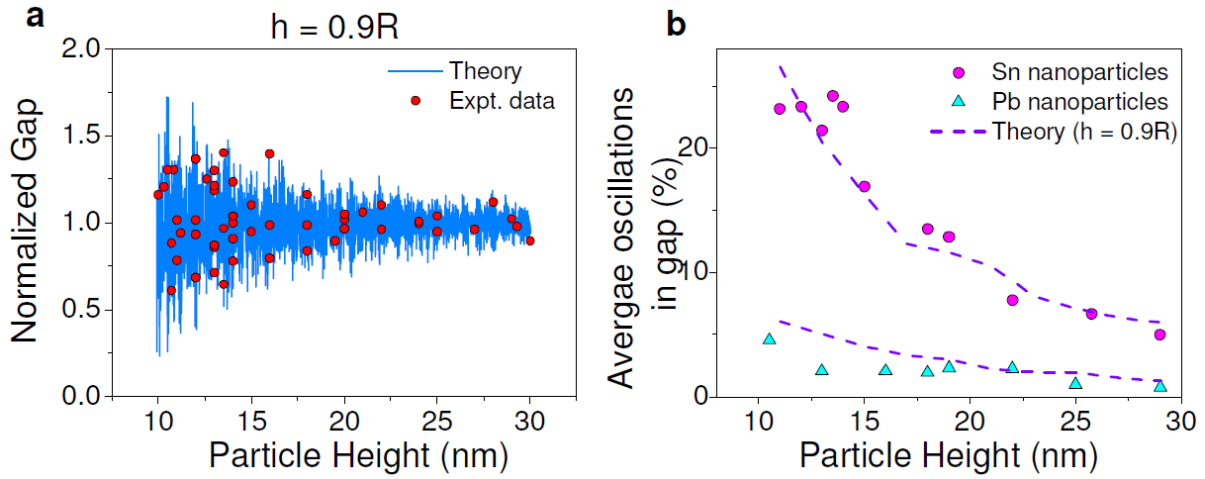 a
h = 0.9R
Normalized Gap
2.0
1.5
1.0
0.5
0.0
Theory
Expt. data
10 15 20 25 30
Particle Height (nm)
b
Avergae oscillations
in gap (%)
20
10
0
Sn nanoparticles
Pb nanoparticles
Theory (h = 0.9R)
10 15 20 25 30
Particle Height (nm)